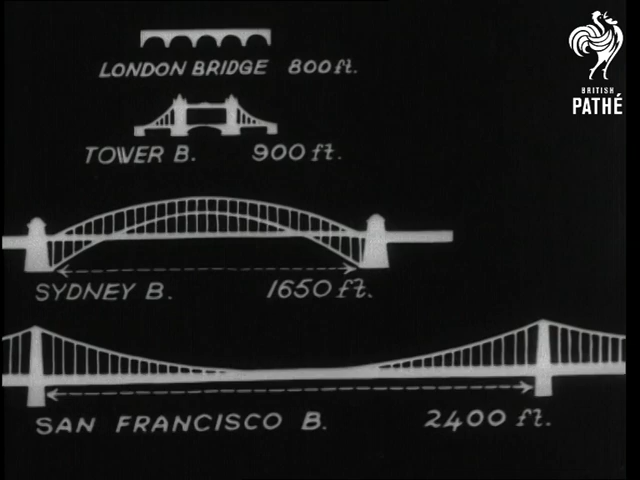 BRITISH
PATHÉ
LONDON BRIDGE 800 ft.
TOWER B. 900 ft.
SYDNEY B. 1650 ft.
SAN FRANCISCO B. 2400 ft.